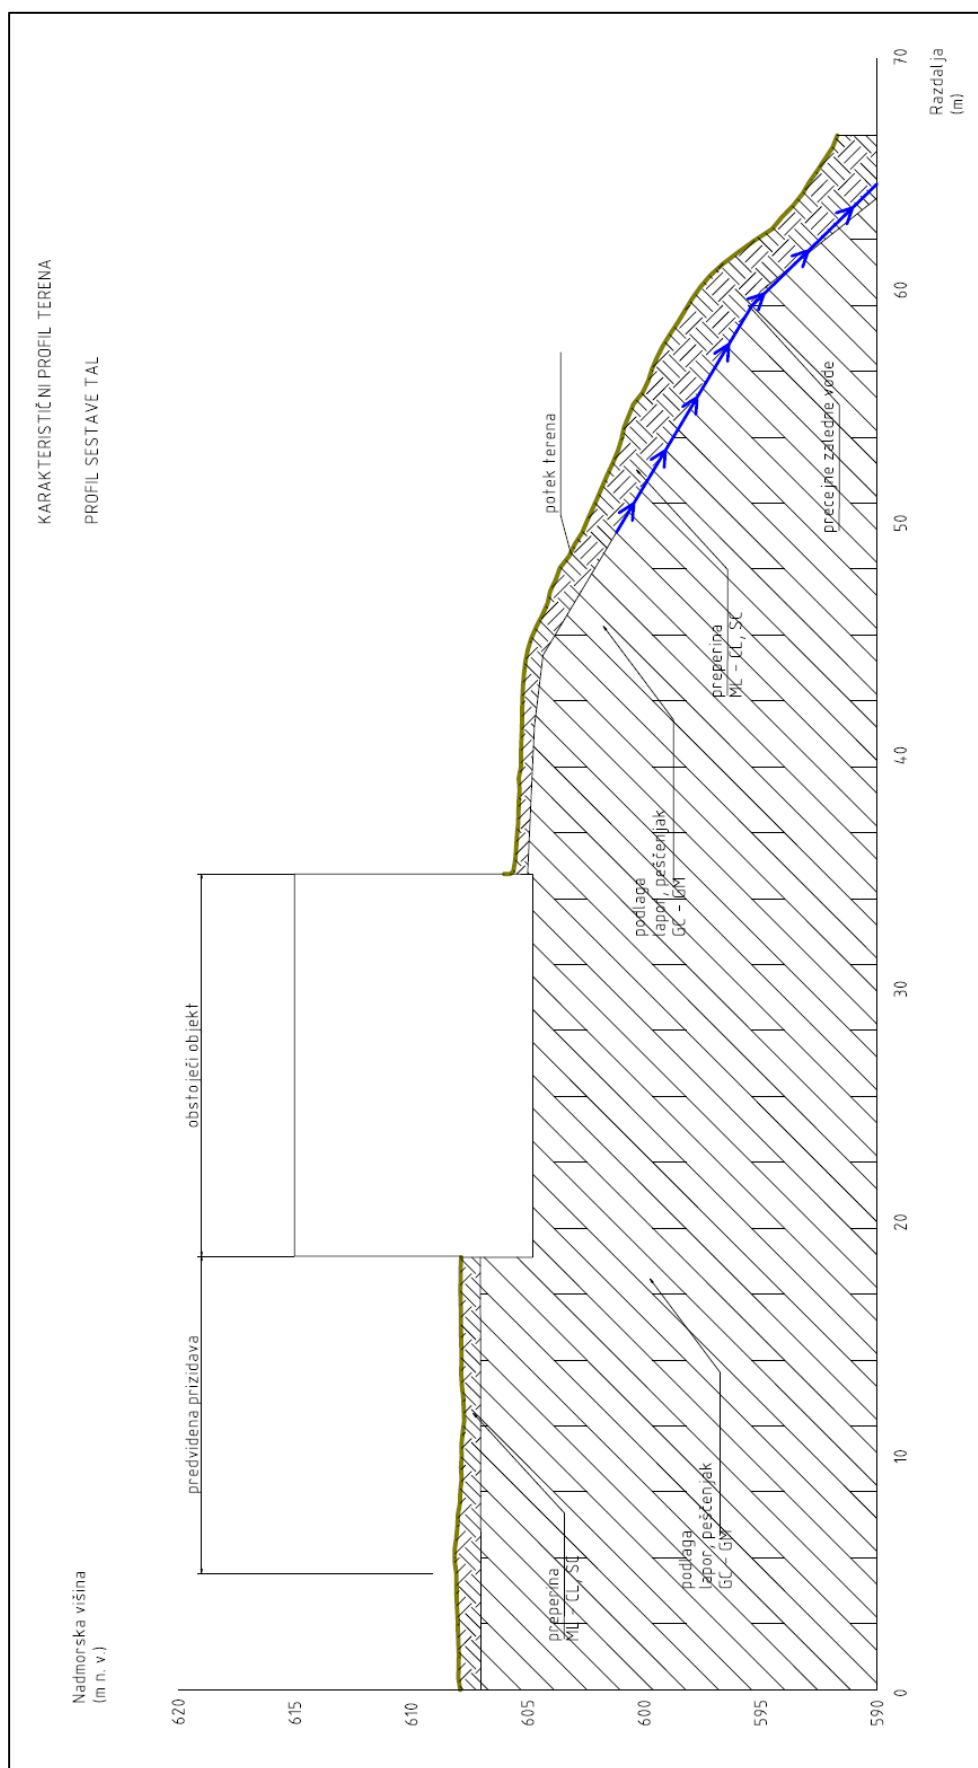 KARAKTERISTIČNI PROFIL TERENA
PROFIL SESTAVE TAL
Nadmorska višina
(m n. v.)
620
615
610
605
600
595
590
predvidena prizidava
obstoječi objekt
potek terena
preperina
ML - CL, SC
podlaga
lapor, peščenjak
GC - GM
podlaga
lapor, peščenjak
GC - GM
preperina
ML - CL, SC
precejne zaledne vode
0
10
20
30
40
50
60
70
Razdalja
(m)